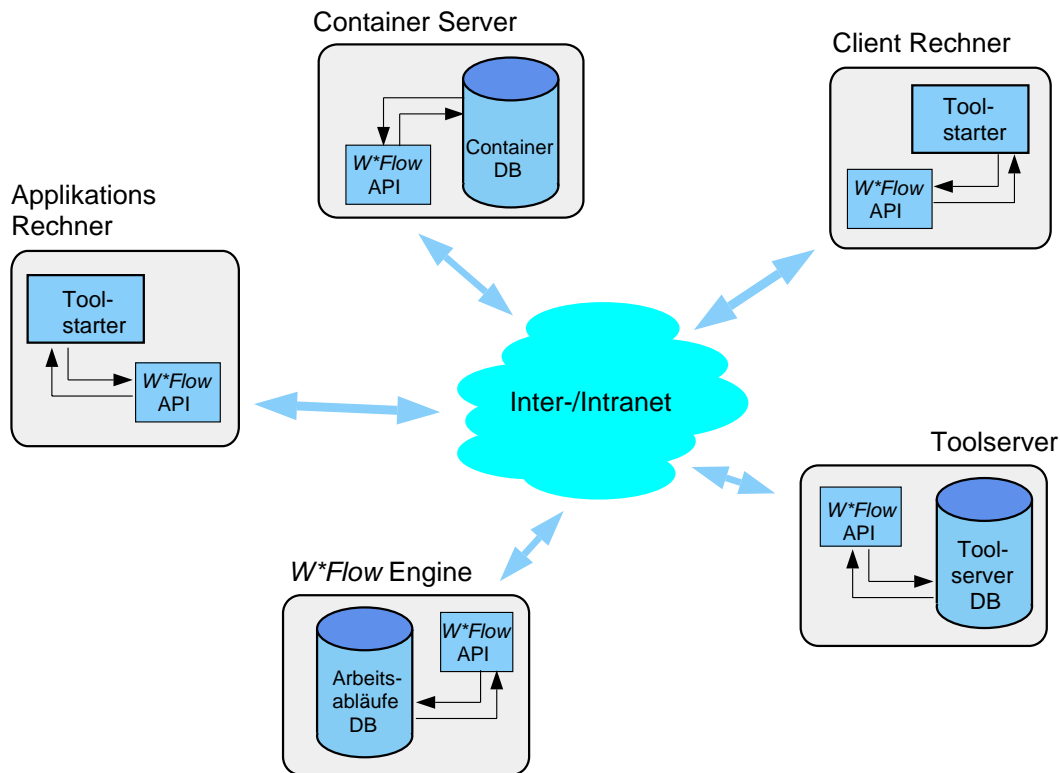 Container Server
Container
DB
W*Flow
API
Client Rechner
Tool-
starter
W*Flow
API
Applikations
Rechner
Tool-
starter
W*Flow
API
Inter-/Intranet
Toolserver
W*Flow
API
Tool-
server
DB
W*Flow Engine
W*Flow
API
Arbeits-
abläufe
DB